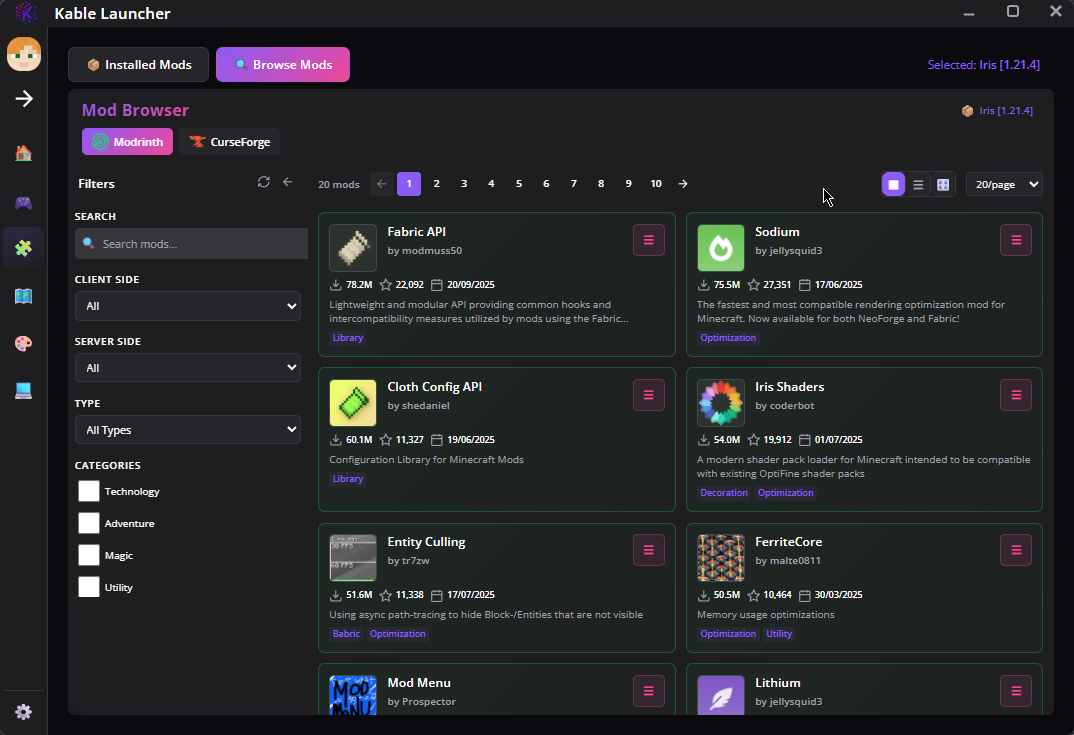 Kable Launcher
Installed Mods
Browse Mods
Selected: Iris [1.21.4]
Mod Browser
Iris [1.21.4]
Modrinth
CurseForge
Filters
20 mods
1 2 3 4 5 6 7 8 9 10
20/page
SEARCH
Search mods...
CLIENT SIDE
All
SERVER SIDE
All
TYPE
All Types
CATEGORIES
Technology
Adventure
Magic
Utility
Fabric API
by modmuss50
78.2M 22,092 20/09/2025
Lightweight and modular API providing common hooks and
intercompatibility measures utilized by mods using the Fabric...
Library
Sodium
by jellysquid3
75.5M 27,351 17/06/2025
The fastest and most compatible rendering optimization mod for
Minecraft. Now available for both NeoForge and Fabric!
Optimization
Cloth Config API
by shedaniel
60.1M 11,327 19/06/2025
Configuration Library for Minecraft Mods
Library
Iris Shaders
by coderbot
54.0M 19,912 01/07/2025
A modern shader pack loader for Minecraft intended to be compatible
with existing OptiFine shader packs
Decoration Optimization
Entity Culling
by tr7zw
51.6M 11,338 17/07/2025
Using async path-tracing to hide Block-/Entities that are not visible
Babric Optimization
FerriteCore
by malte0811
50.5M 10,464 30/03/2025
Memory usage optimizations
Optimization Utility
MOD
MENU
Mod Menu
by Prospector
Lithium
by jellysquid3